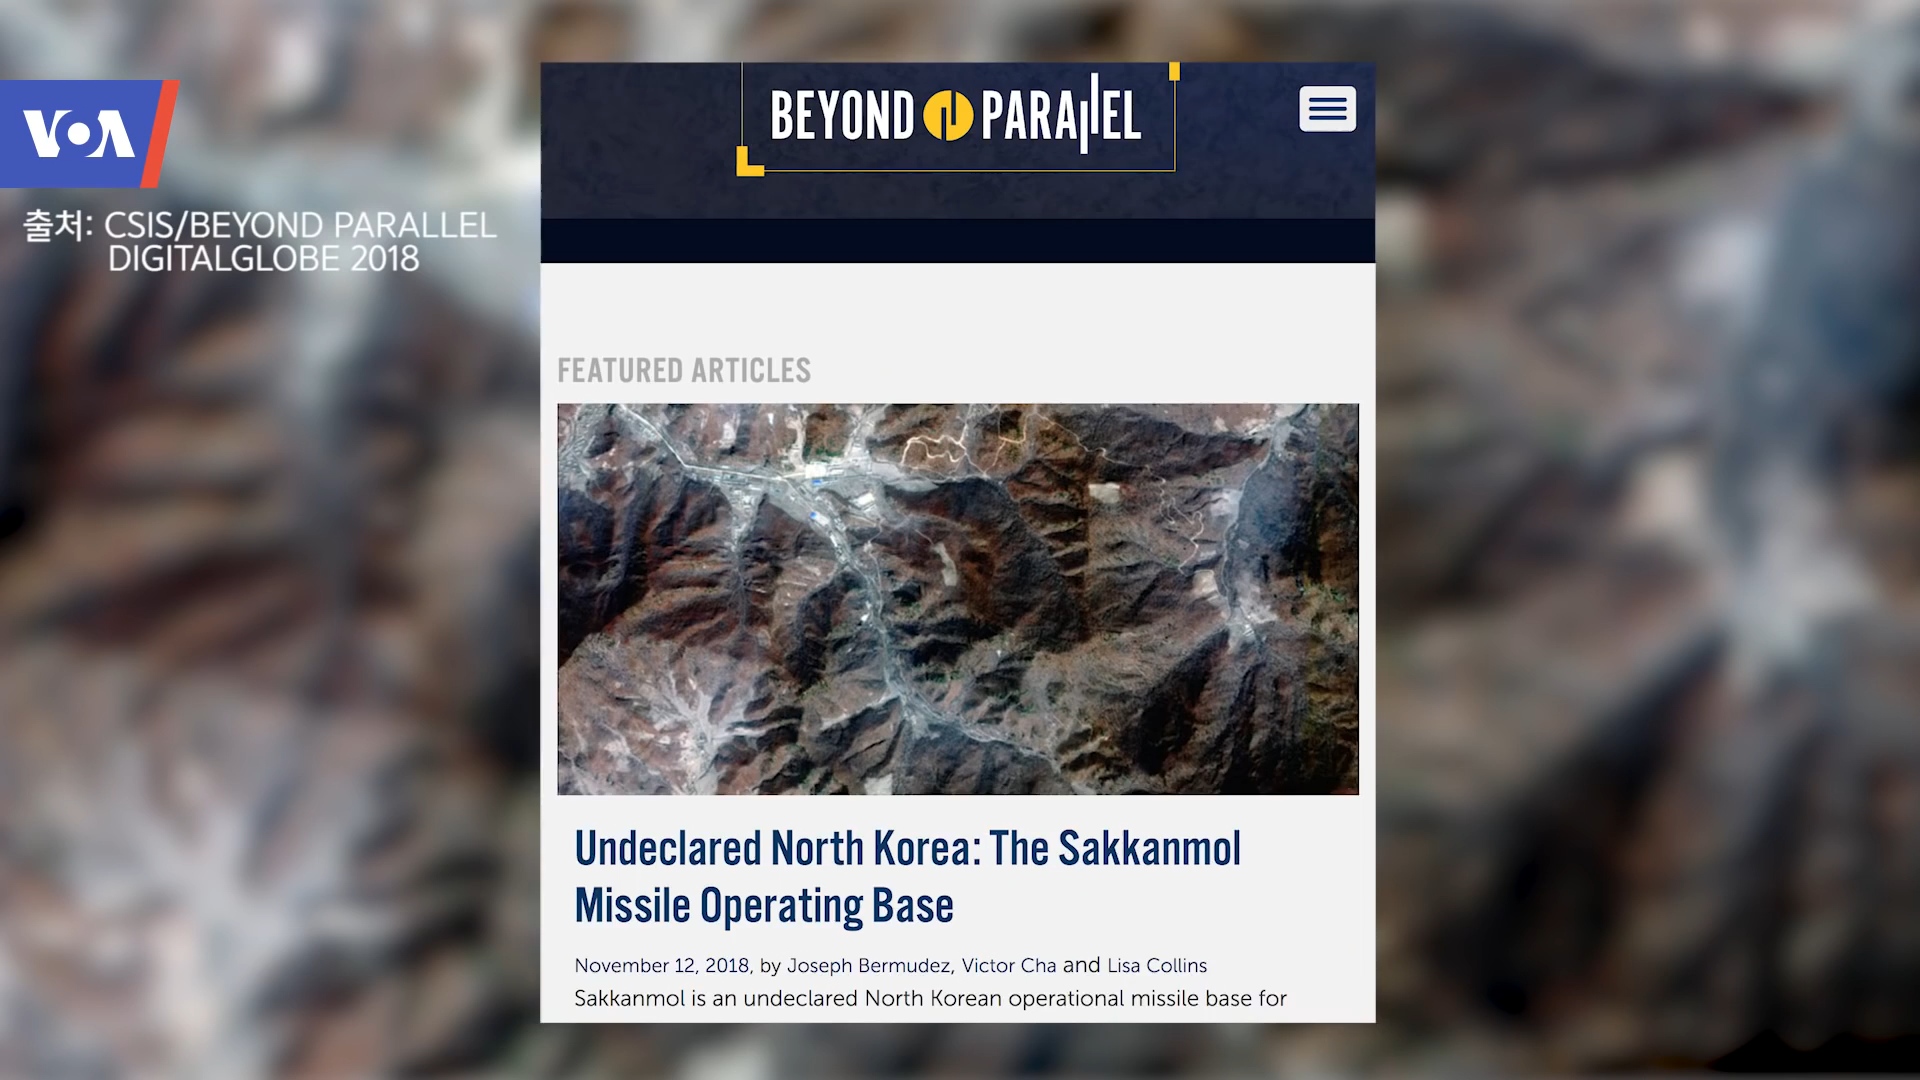 VOA
출처: CSIS/BEYOND PARALLEL
DIGITALGLOBE 2018
BEYOND PARALLEL
FEATURED ARTICLES
Undeclared North Korea: The Sakkanmol
Missile Operating Base
November 12, 2018, by Joseph Bermudez, Victor Cha and Lisa Collins
Sakkanmol is an undeclared North Korean operational missile base for